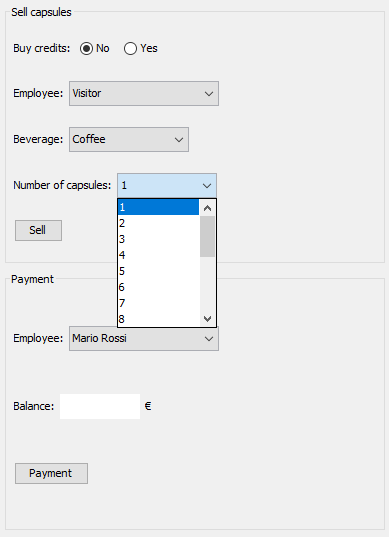 Sell capsules
Buy credits: No Yes
Employee: Visitor
Beverage: Coffee
Number of capsules: 1
1
2
3
4
5
6
7
8
Sell
Payment
Employee: Mario Rossi
Balance: €
Payment